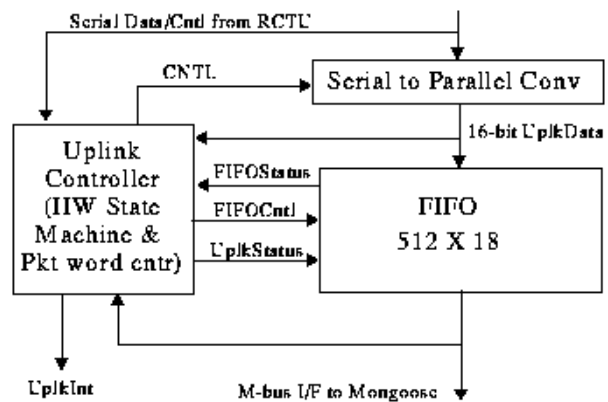 Serial Data/Cntl from RCTU
CNTL
Serial to Parallel Conv
16-bit UplkData
Uplink
Controller
(HW State
Machine &
Pkt word cntr)
FIFOStatus
FIFOCntl
UplkStatus
FIFO
512 X 18
UplkInt
M-bus I/F to Mongoose